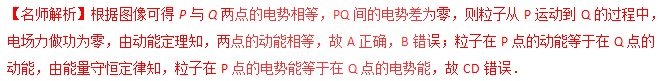 【名师解析】根据图像可得 P 与 Q 两点的电势相等，PQ 间的电势差为零，则粒子从 P 运动到 Q 的过程中，
电场力做功为零，由动能定理知，两点的动能相等，故 A 正确，B 错误；粒子在 P 点的动能等于在 Q 点的
动能，由能量守恒定律知，粒子在 P 点的电势能等于在 Q 点的电势能，故 CD 错误．